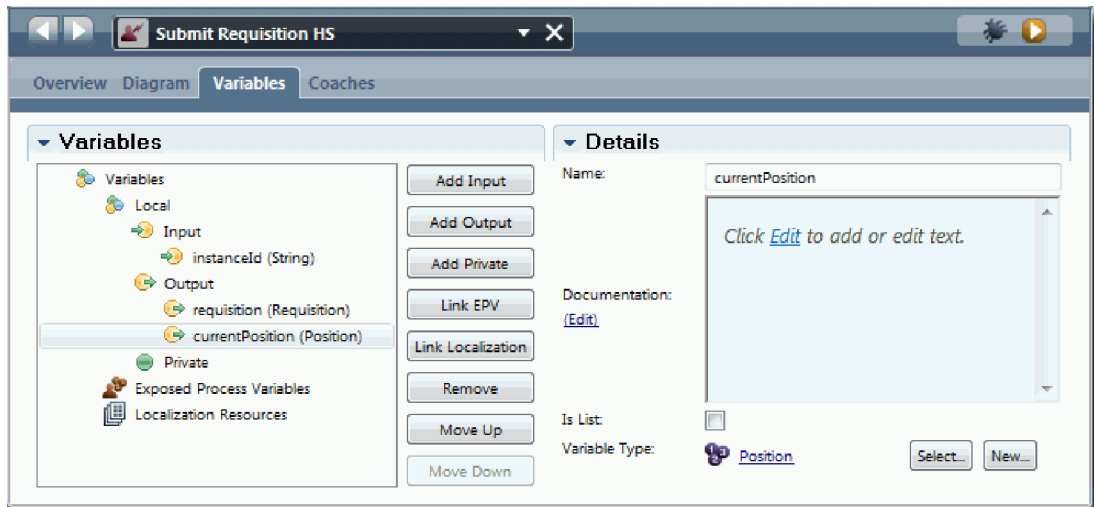 Submit Requisition HS
Overview Diagram Variables Coaches
Variables
Variables
Local
Input
instanceId (String)
Output
requisition (Requisition)
currentPosition (Position)
Private
Exposed Process Variables
Localization Resources
Add Input
Add Output
Add Private
Link EPV
Link Localization
Remove
Move Up
Move Down
Details
Name: currentPosition
Click Edit to add or edit text.
Documentation:
(Edit)
Is List:
Variable Type: Position Select... New...